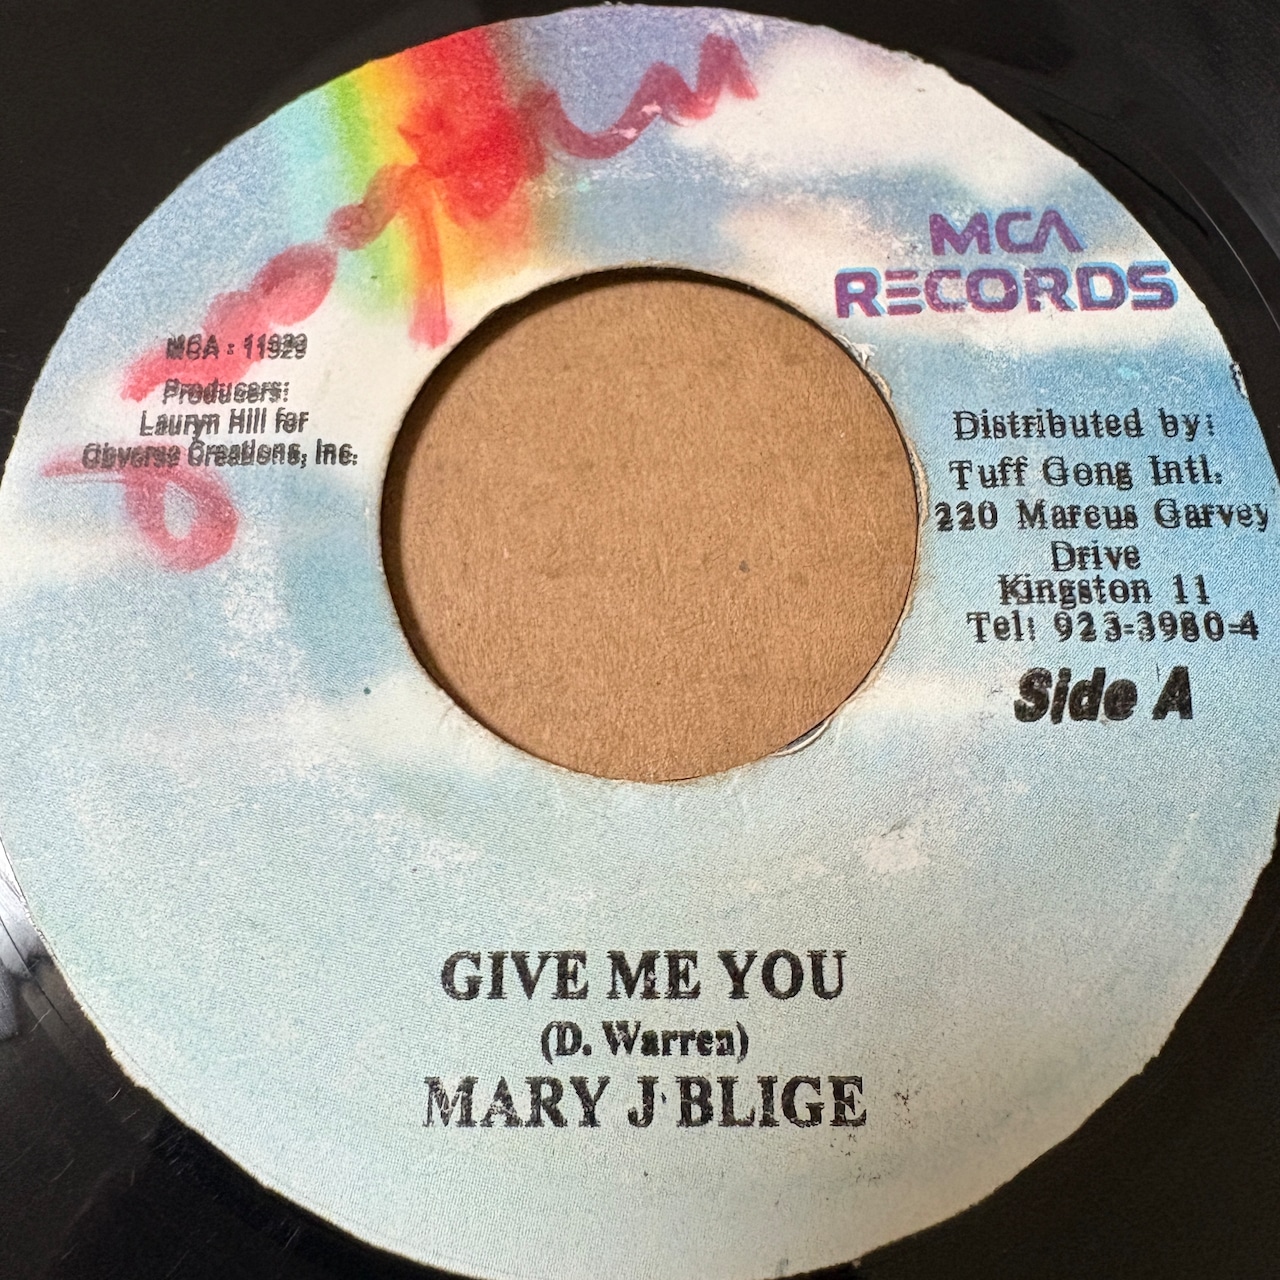 MCA
RECORDS
MCA : 11929
Producers:
Lauryn Hill for
Obverse Creations, Inc.
Distributed by:
Tuff Gong Intl.
220 Marcus Garvey
Drive
Kingston 11
Tel: 923-3980-4
Side A
GIVE ME YOU
(D. Warren)
MARY J BLIGE